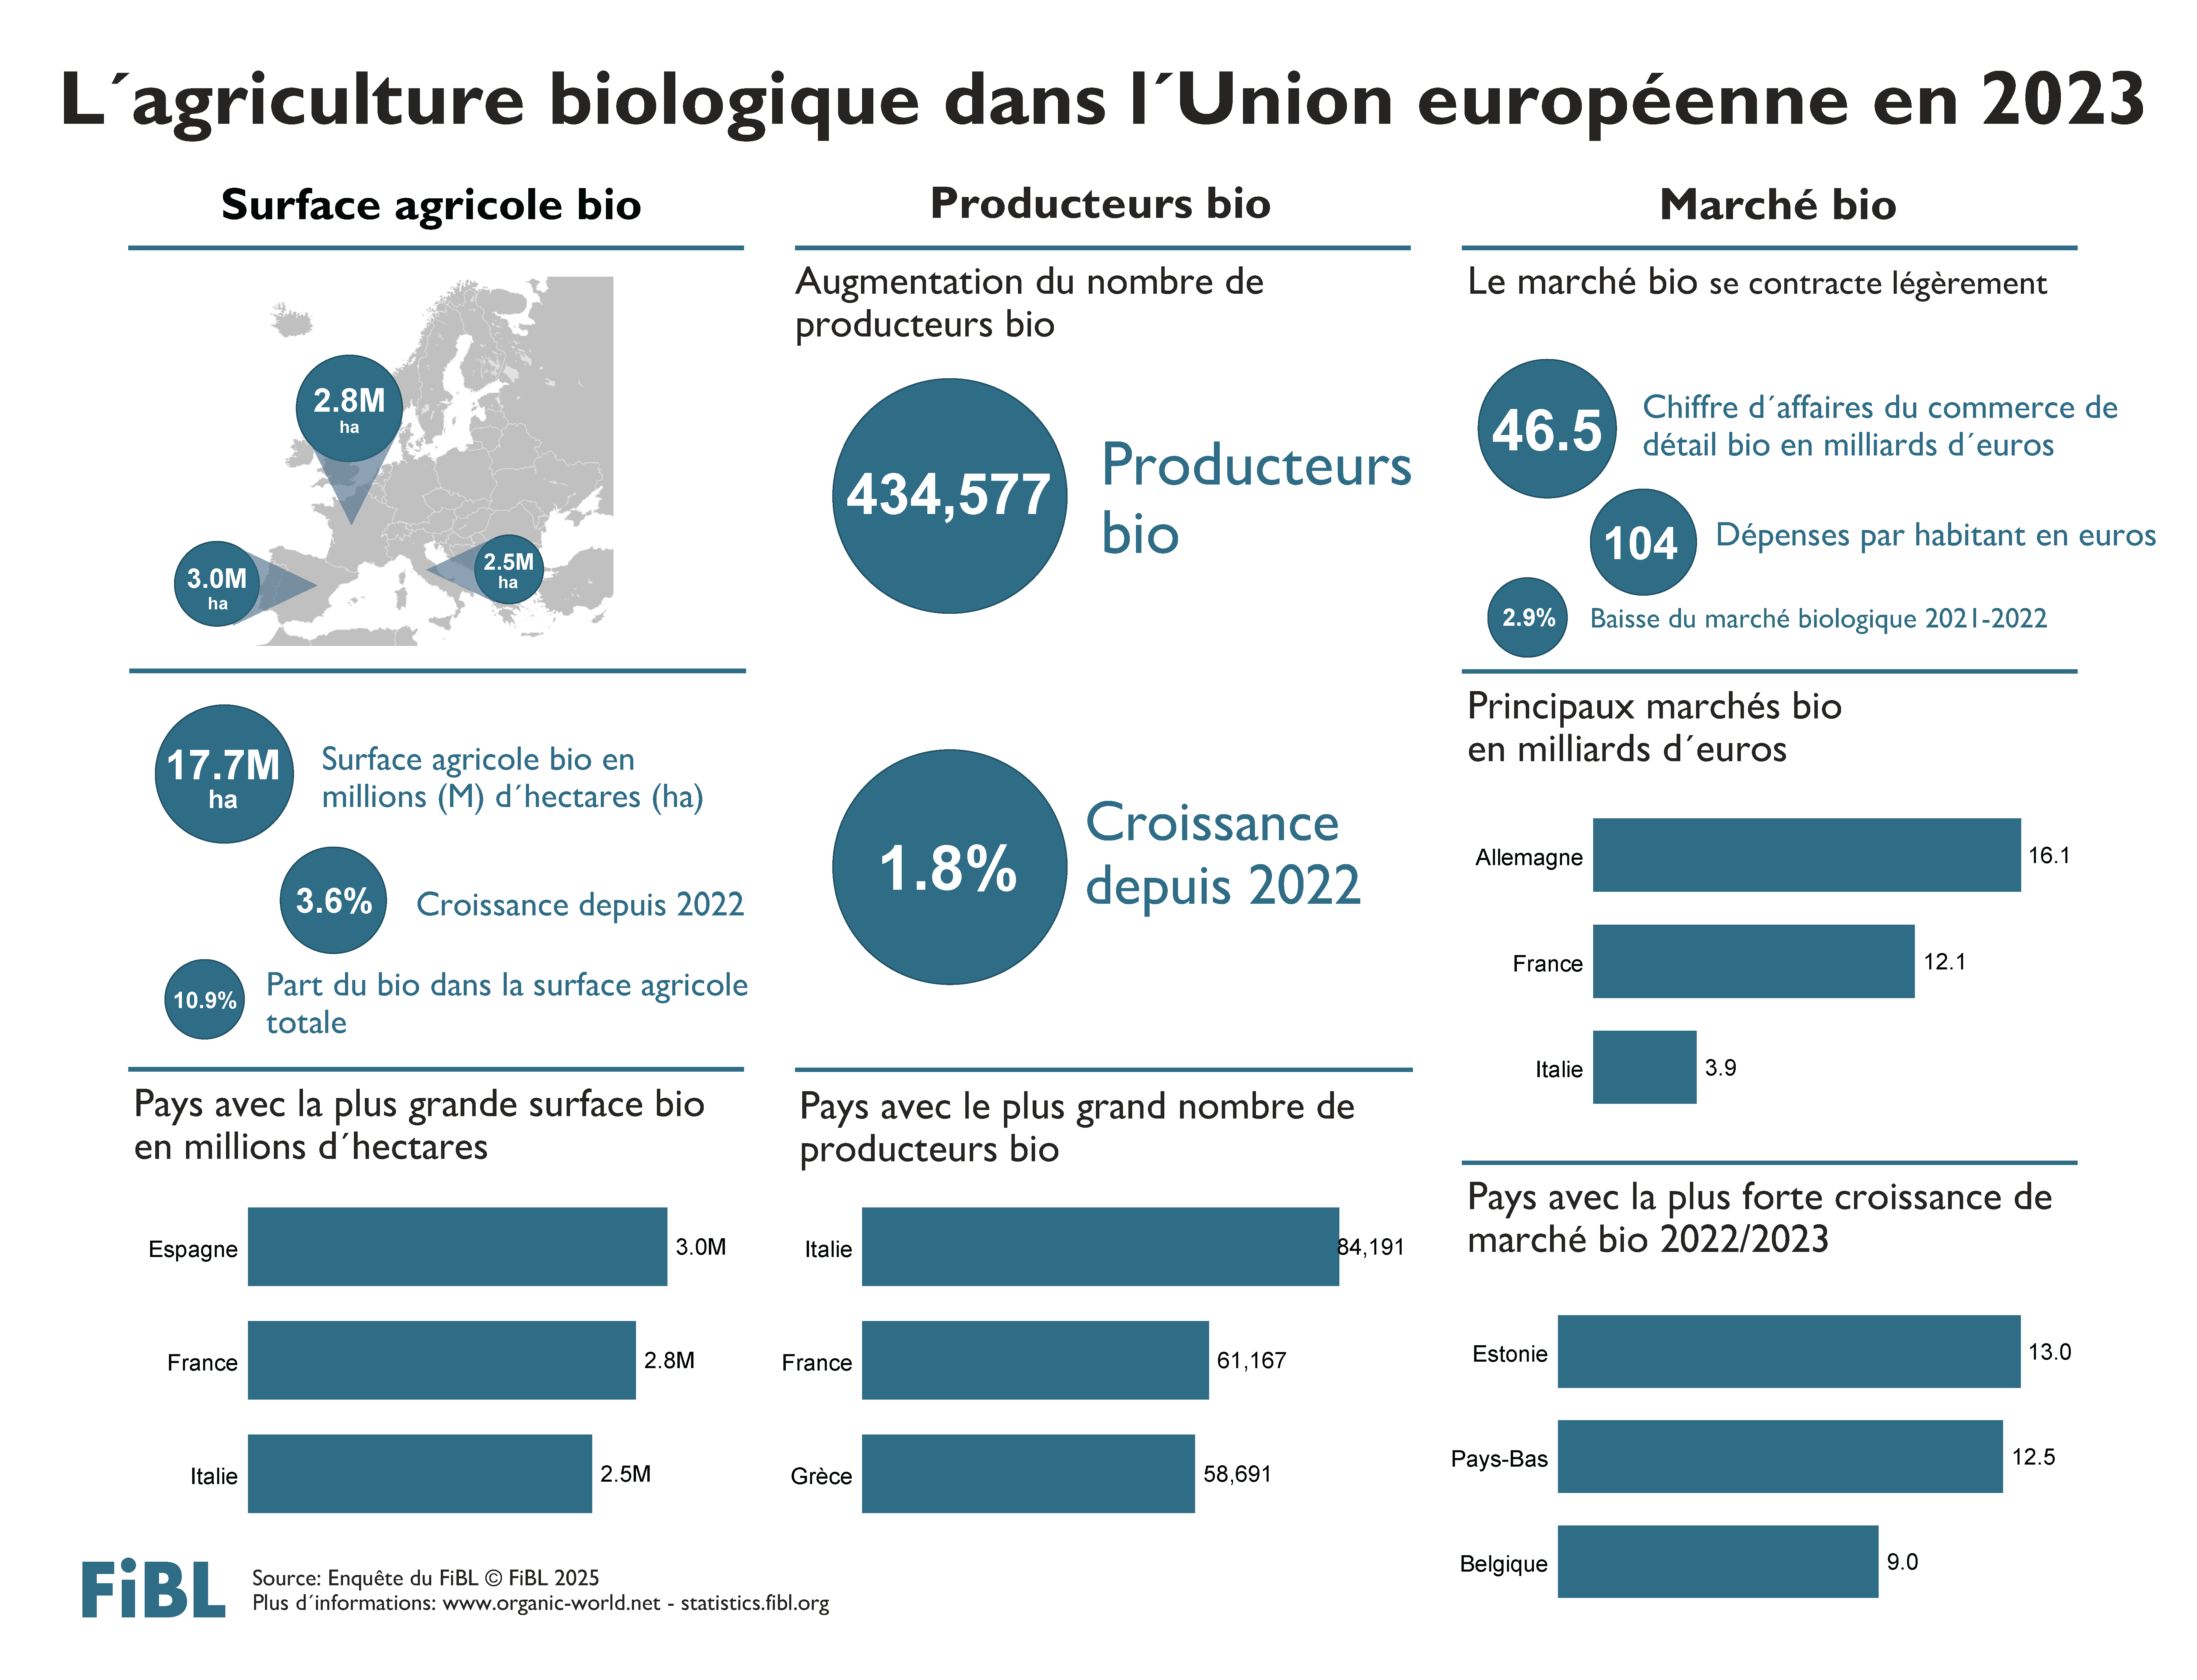 L´agriculture biologique dans l´Union européenne en 2023
Surface agricole bio
2.8M
ha
3.0M
ha
2.5M
ha
17.7M
ha
Surface agricole bio en
millions (M) d´hectares (ha)
3.6%
Croissance depuis 2022
10.9%
Part du bio dans la surface agricole
totale
Pays avec la plus grande surface bio
en millions d´hectares
Espagne 3.0M
France 2.8M
Italie 2.5M
Producteurs bio
Augmentation du nombre de
producteurs bio
434,577
Producteurs
bio
1.8%
Croissance
depuis 2022
Pays avec le plus grand nombre de
producteurs bio
Italie 84,191
France 61,167
Grèce 58,691
Marché bio
Le marché bio se contracte légèrement
46.5
Chiffre d´affaires du commerce de
détail bio en milliards d´euros
104
Dépenses par habitant en euros
2.9%
Baisse du marché biologique 2021-2022
Principaux marchés bio
en milliards d´euros
Allemagne 16.1
France 12.1
Italie 3.9
Pays avec la plus forte croissance de
marché bio 2022/2023
Estonie 13.0
Pays-Bas 12.5
Belgique 9.0
FiBL
Source: Enquête du FiBL © FiBL 2025
Plus d´informations: www.organic-world.net - statistics.fibl.org